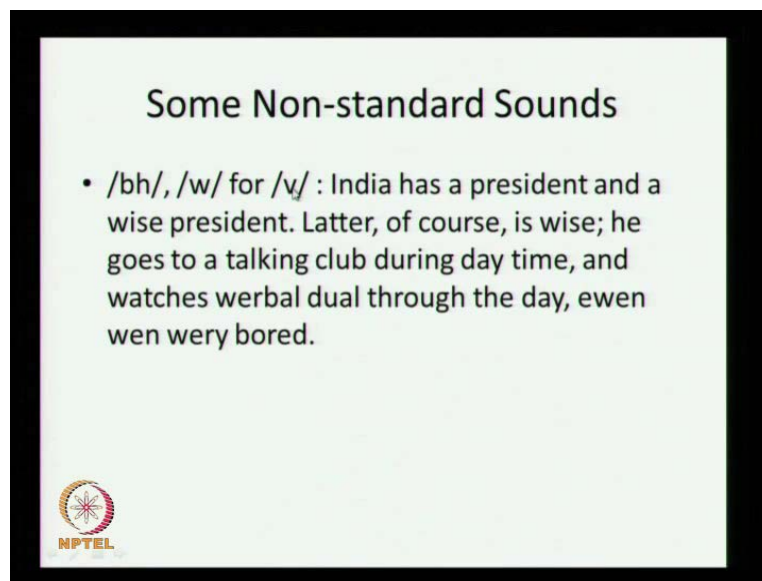 Some Non-standard Sounds
• /bh/, /w/ for /v/ : India has a president and a
wise president. Latter, of course, is wise; he
goes to a talking club during day time, and
watches werbal dual through the day, ewen
wen wery bored.
NPTEL